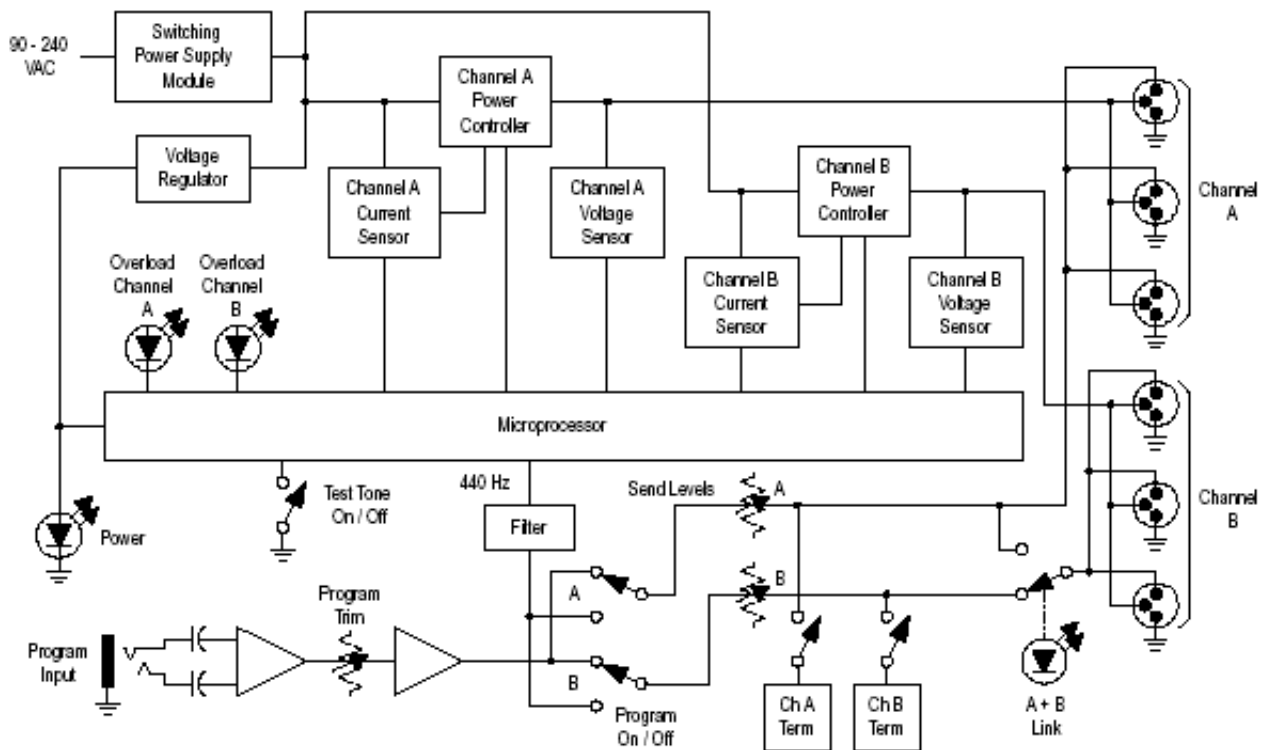 90 - 240
VAC
Switching
Power Supply
Module
Channel A
Power
Controller
Voltage
Regulator
Channel A
Current
Sensor
Channel A
Voltage
Sensor
Channel B
Power
Controller
Channel
A
Overload
Channel
A
Overload
Channel
B
Channel B
Current
Sensor
Channel B
Voltage
Sensor
Microprocessor
440 Hz
Send Levels
A
Test Tone
On / Off
Filter
Power
Channel
B
A
B
Program
Trim
Program
Input
B
Program
On / Off
Ch A
Term
Ch B
Term
A + B
Link